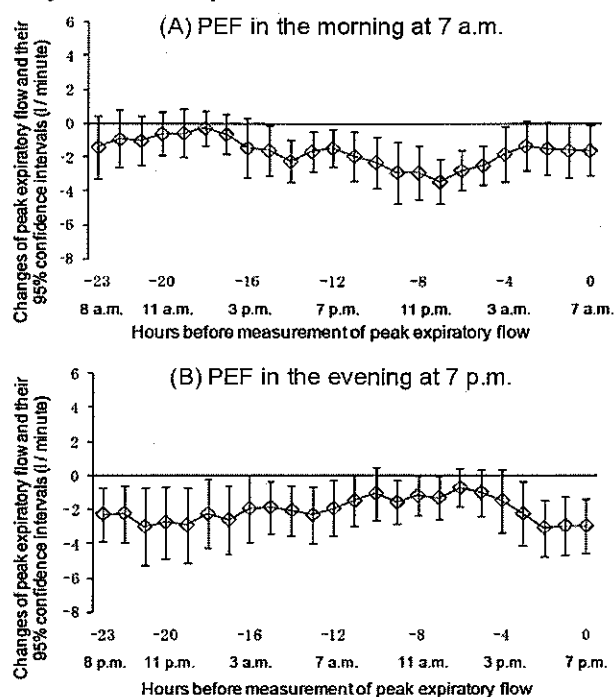 (A) PEF in the morning at 7 a.m.
Changes of peak expiratory flow and their
95% confidence intervals (l / minute)
6
4
2
0
-2
-4
-6
-8
-23 -20 -16 -12 -8 -4 0
8 a.m. 11 a.m. 3 p.m. 7 p.m. 11 p.m. 3 a.m. 7 a.m.
Hours before measurement of peak expiratory flow
(B) PEF in the evening at 7 p.m.
Changes of peak expiratory flow and their
95% confidence intervals (l / minute)
6
4
2
0
-2
-4
-6
-8
-23 -20 -16 -12 -8 -4 0
8 p.m. 11 p.m. 3 a.m. 7 a.m. 11 a.m. 3 p.m. 7 p.m.
Hours before measurement of peak expiratory flow